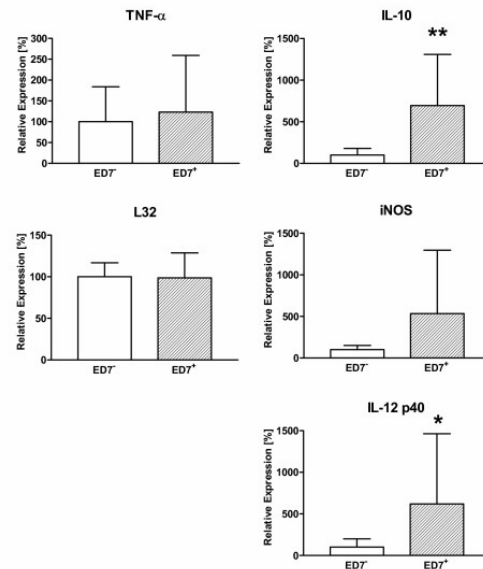 TNF-α
Relative Expression [%]
300
250
200
150
100
50
0
ED7⁻
ED7⁺
IL-10
**
Relative Expression [%]
1500
1000
500
0
ED7⁻
ED7⁺
L32
Relative Expression [%]
150
100
50
0
ED7⁻
ED7⁺
iNOS
Relative Expression [%]
1500
1000
500
0
ED7⁻
ED7⁺
IL-12 p40
*
Relative Expression [%]
1500
1000
500
0
ED7⁻
ED7⁺